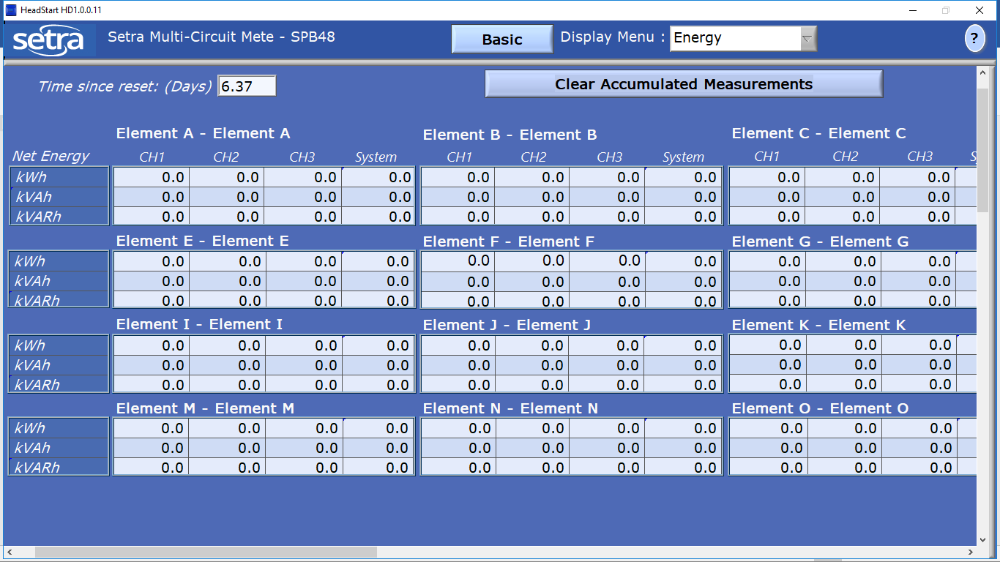 HeadStart HD1.0.0.11
setra Setra Multi-Circuit Mete - SPB48 Basic Display Menu : Energy ?
Time since reset: (Days) 6.37 Clear Accumulated Measurements
Element A - Element A Element B - Element B Element C - Element C
Net Energy CH1 CH2 CH3 System CH1 CH2 CH3 System CH1 CH2 CH3 S
kWh 0.0 0.0 0.0 0.0 0.0 0.0 0.0 0.0 0.0 0.0 0.0
kVAh 0.0 0.0 0.0 0.0 0.0 0.0 0.0 0.0 0.0 0.0 0.0
kVARh 0.0 0.0 0.0 0.0 0.0 0.0 0.0 0.0 0.0 0.0 0.0
Element E - Element E Element F - Element F Element G - Element G
kWh 0.0 0.0 0.0 0.0 0.0 0.0 0.0 0.0 0.0 0.0 0.0
kVAh 0.0 0.0 0.0 0.0 0.0 0.0 0.0 0.0 0.0 0.0 0.0
kVARh 0.0 0.0 0.0 0.0 0.0 0.0 0.0 0.0 0.0 0.0 0.0
Element I - Element I Element J - Element J Element K - Element K
kWh 0.0 0.0 0.0 0.0 0.0 0.0 0.0 0.0 0.0 0.0 0.0
kVAh 0.0 0.0 0.0 0.0 0.0 0.0 0.0 0.0 0.0 0.0 0.0
kVARh 0.0 0.0 0.0 0.0 0.0 0.0 0.0 0.0 0.0 0.0 0.0
Element M - Element M Element N - Element N Element O - Element O
kWh 0.0 0.0 0.0 0.0 0.0 0.0 0.0 0.0 0.0 0.0 0.0
kVAh 0.0 0.0 0.0 0.0 0.0 0.0 0.0 0.0 0.0 0.0 0.0
kVARh 0.0 0.0 0.0 0.0 0.0 0.0 0.0 0.0 0.0 0.0 0.0